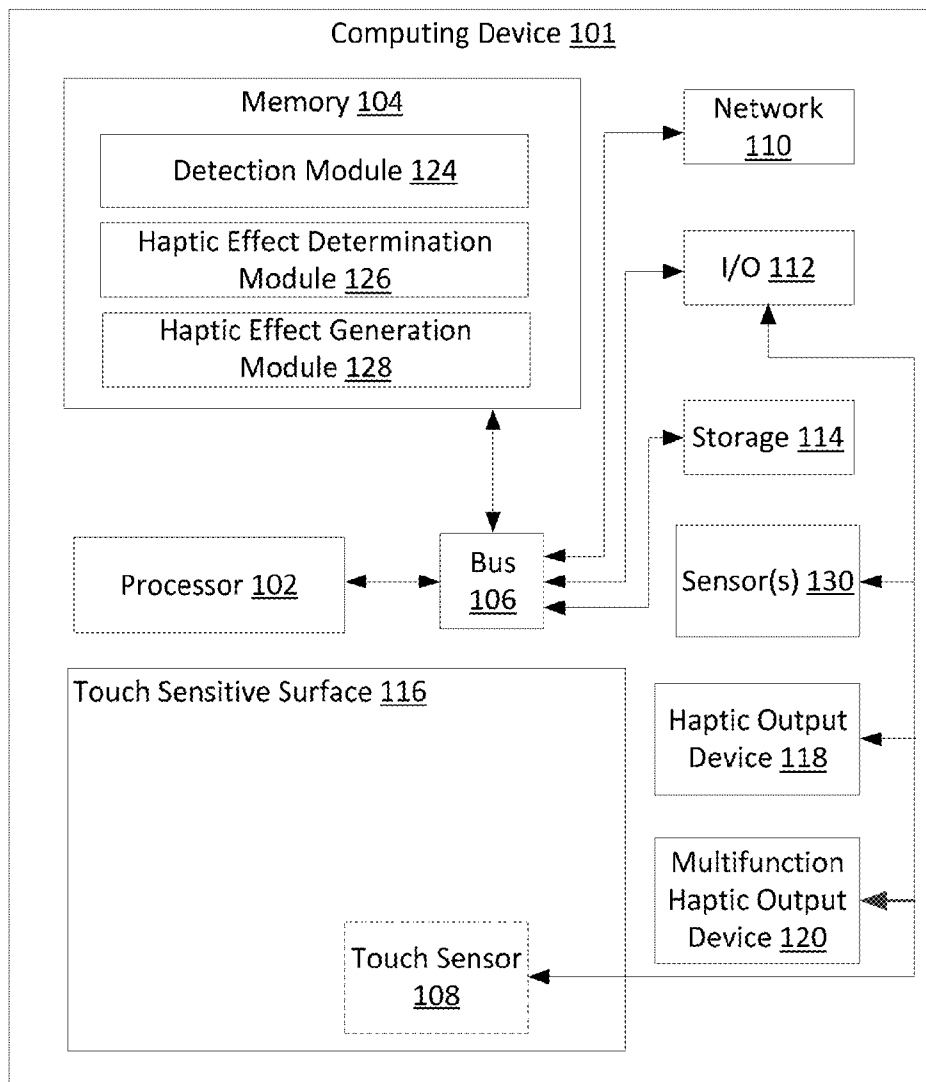 Computing Device 101
Memory 104
Detection Module 124
Haptic Effect Determination
Module 126
Haptic Effect Generation
Module 128
Network
110
I/O 112
Storage 114
Processor 102
Bus
106
Sensor(s) 130
Touch Sensitive Surface 116
Haptic Output
Device 118
Multifunction
Haptic Output
Device 120
Touch Sensor
108